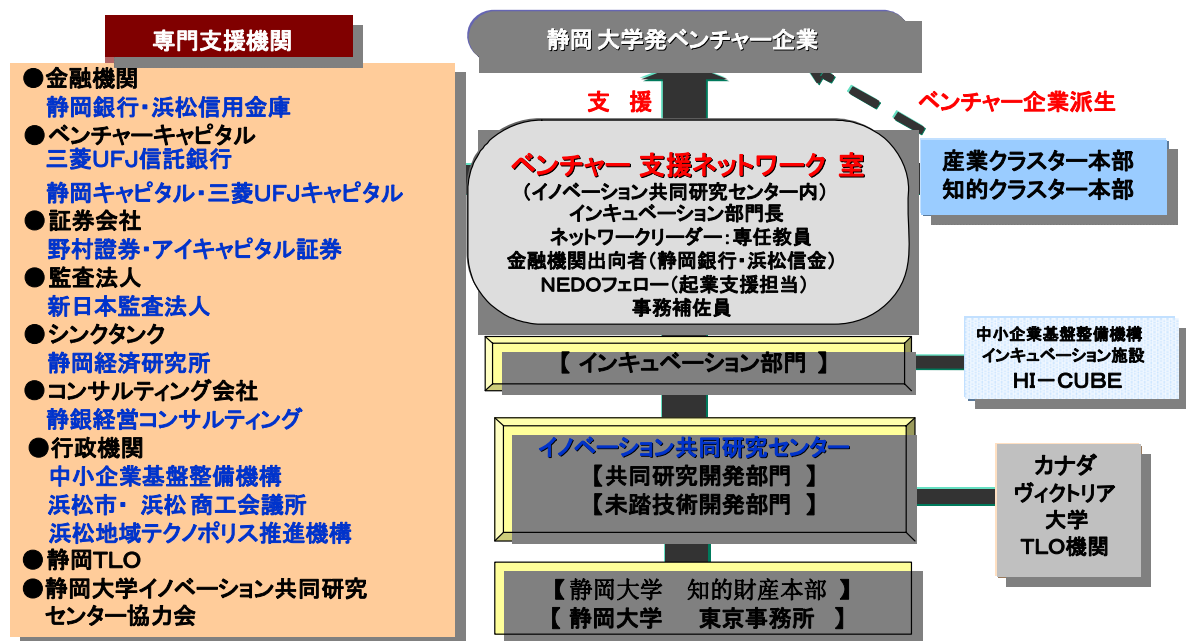 専門支援機関
●金融機関
静岡銀行・浜松信用金庫
●ベンチャーキャピタル
三菱UFJ信託銀行
静岡キャピタル・三菱UFJキャピタル
●証券会社
野村證券・アイキャピタル証券
●監査法人
新日本監査法人
●シンクタンク
静岡経済研究所
●コンサルティング会社
静銀経営コンサルティング
●行政機関
中小企業基盤整備機構
浜松市・ 浜松商工会議所
浜松地域テクノポリス推進機構
●静岡TLO
●静岡大学イノベーション共同研究
センター協力会
静岡 大学発ベンチャー企業
支 援
ベンチャー企業派生
ベンチャー 支援ネットワーク 室
(イノベーション共同研究センター内)
インキュベーション部門長
ネットワークリーダー:専任教員
金融機関出向者(静岡銀行・浜松信金)
NEDOフェロー(起業支援担当)
事務補佐員
産業クラスター本部
知的クラスター本部
【 インキュベーション部門 】
中小企業基盤整備機構
インキュベーション施設
HI-CUBE
イノベーション共同研究センター
【共同研究開発部門 】
【未踏技術開発部門 】
カナダ
ヴィクトリア
大学
TLO機関
【 静岡大学 知的財産本部 】
【 静岡大学 東京事務所 】